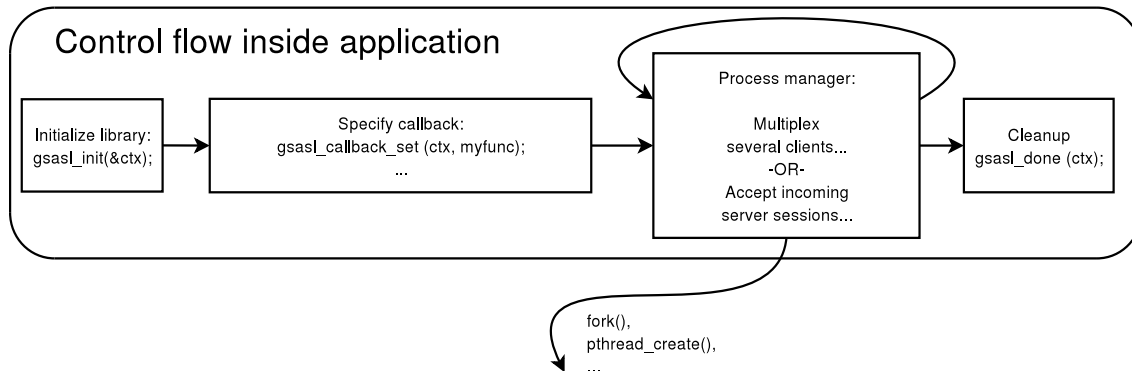 Control flow inside application
Initialize library:
gsasl_init(&ctx);
Specify callback:
gsasl_callback_set (ctx, myfunc);
...
Process manager:
Multiplex
several clients...
-OR-
Accept incoming
server sessions...
Cleanup
gsasl_done (ctx);
fork(),
pthread_create(),
...